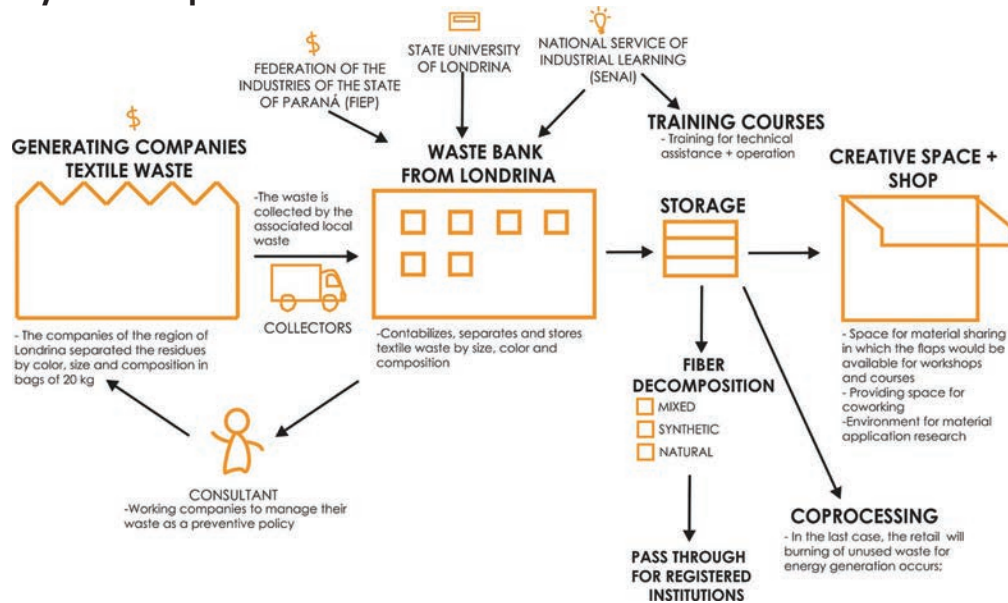 $
FEDERATION OF THE
INDUSTRIES OF THE STATE
OF PARANÁ (FIEP)
STATE UNIVERSITY
OF LONDRINA
NATIONAL SERVICE OF
INDUSTRIAL LEARNING
(SENAI)
$
GENERATING COMPANIES
TEXTILE WASTE
-The waste is
collected by the
associated local
waste
COLLECTORS
WASTE BANK
FROM LONDRINA
TRAINING COURSES
- Training for technical
assistance + operation
STORAGE
CREATIVE SPACE +
SHOP
- The companies of the region of
Londrina separated the residues
by color, size and composition in
bags of 20 kg
-Contabilizes, separates and stores
textile waste by size, color and
composition
- Space for material sharing
in which the flaps would be
available for workshops
and courses
- Providing space for
coworking
-Environment for material
application research
FIBER
DECOMPOSITION
MIXED
SYNTHETIC
NATURAL
CONSULTANT
-Working companies to manage their
waste as a preventive policy
COPROCESSING
- In the last case, the retail will
burning of unused waste for
energy generation occurs;
PASS THROUGH
FOR REGISTERED
INSTITUTIONS